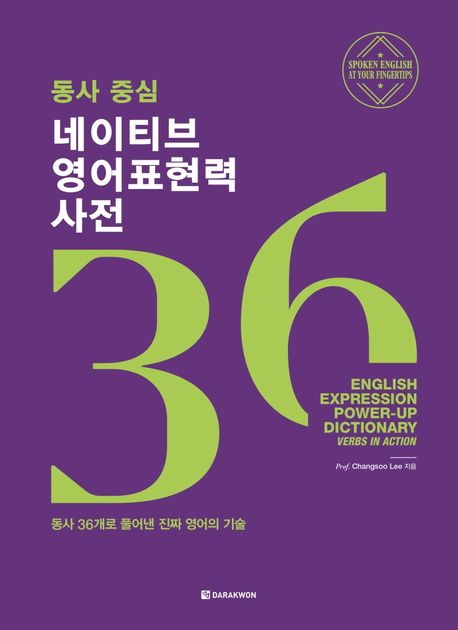 SPOKEN ENGLISH
AT YOUR FINGERTIPS
동사 중심
네이티브
영어표현력
사전
36
ENGLISH
EXPRESSION
POWER-UP
DICTIONARY
VERBS IN ACTION
Prof. Changsoo Lee 지음
동사 36개로 풀어낸 진짜 영어의 기술
DARAKWON